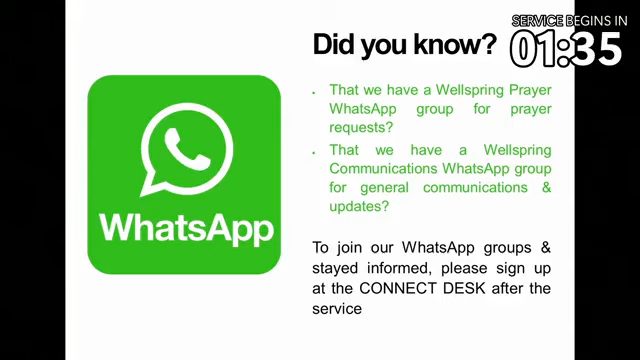 SERVICE BEGINS IN
01:35
Did you know?
WhatsApp
• That we have a Wellspring Prayer
WhatsApp group for prayer
requests?
• That we have a Wellspring
Communications WhatsApp group
for general communications &
updates?
To join our WhatsApp groups &
stayed informed, please sign up
at the CONNECT DESK after the
service